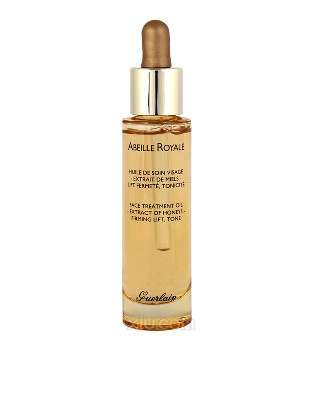 ABEILLE ROYALE
HUILE DE SOIN VISAGE
- EXTRAIT DE MIELS -
LIFT FERMETÉ, TONICITÉ
FACE TREATMENT OIL
- EXTRACT OF HONEYS -
FIRMING LIFT, TONE
Guerlain